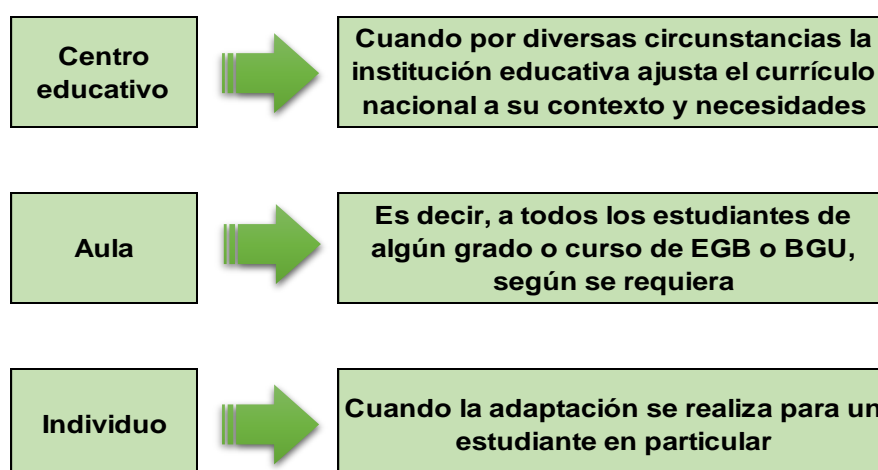 Centro
educativo
Cuando por diversas circunstancias la
institución educativa ajusta el currículo
nacional a su contexto y necesidades
Aula
Es decir, a todos los estudiantes de
algún grado o curso de EGB o BGU,
según se requiera
Individuo
Cuando la adaptación se realiza para un
estudiante en particular